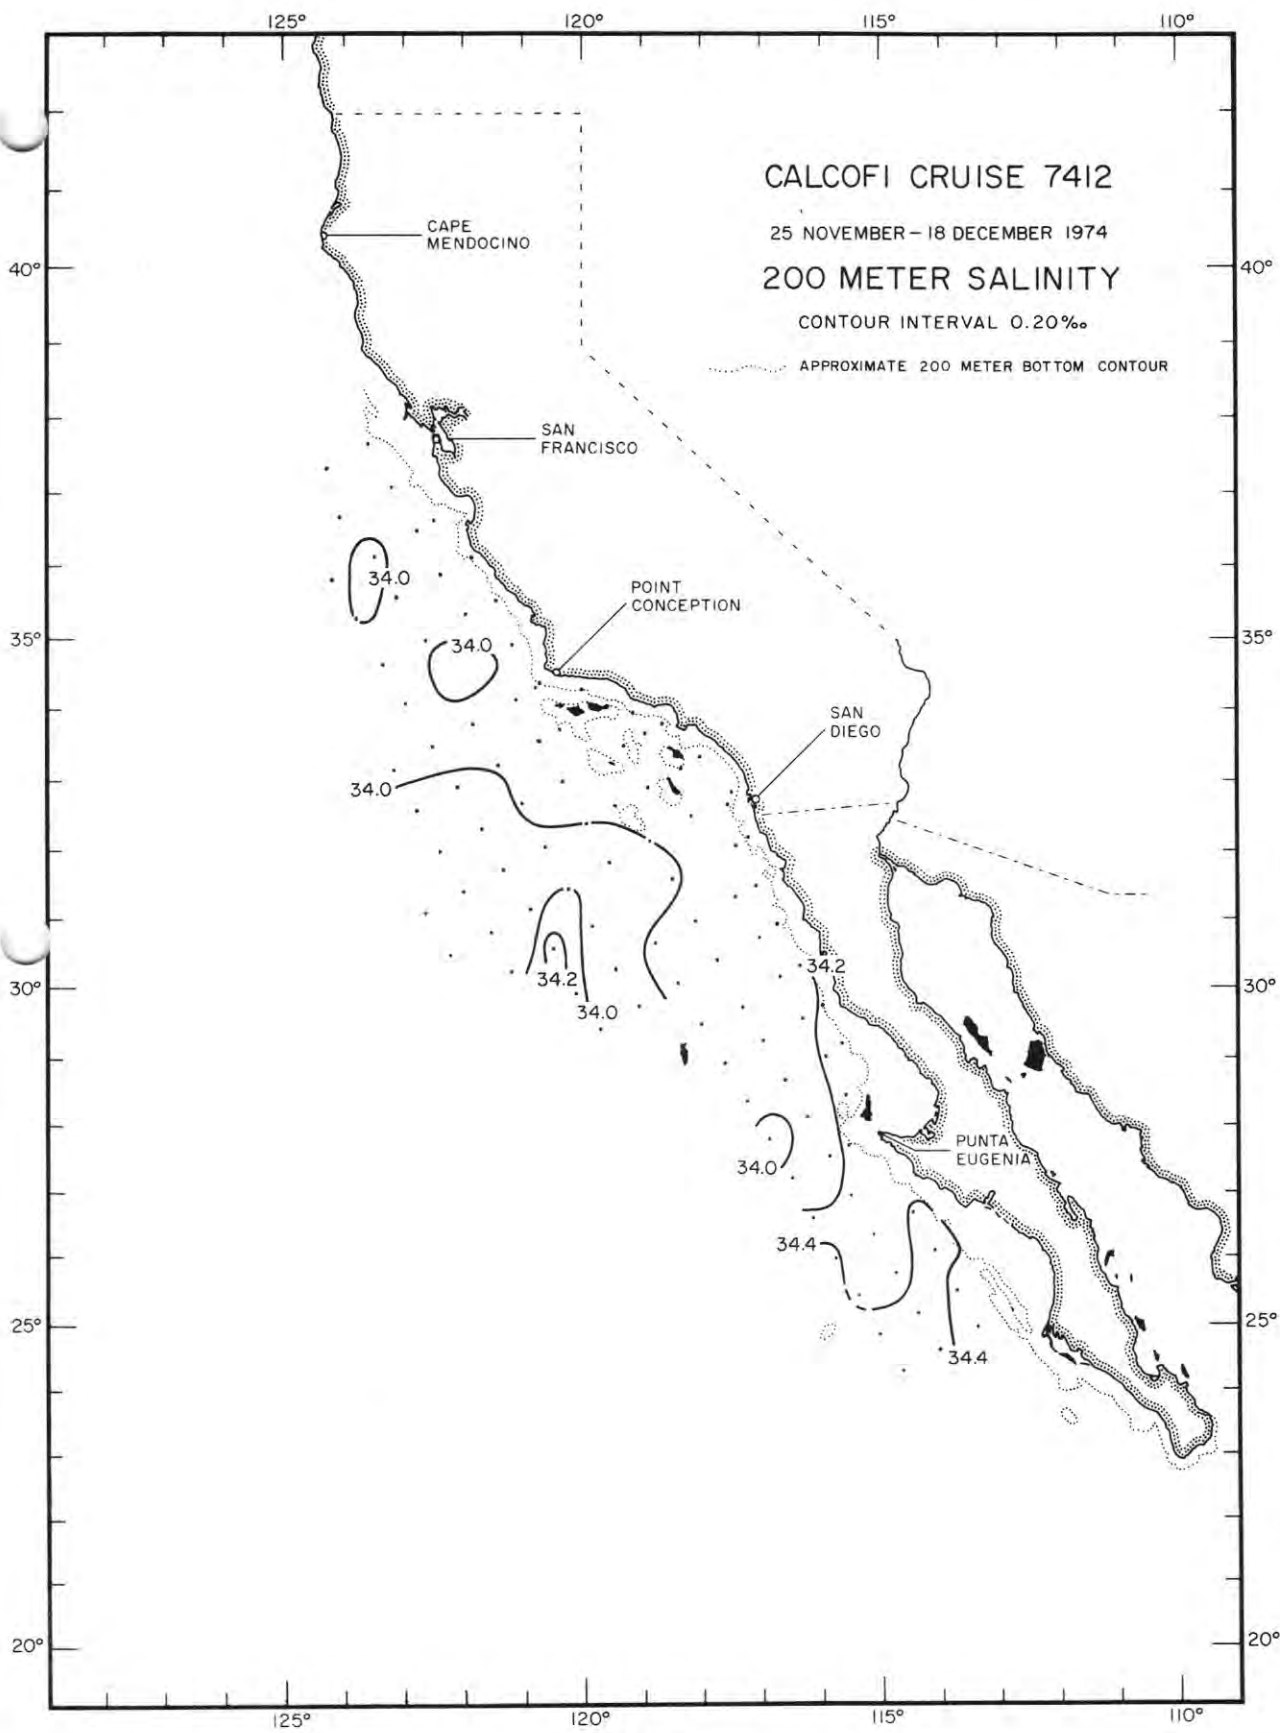 125°
120°
115°
110°
CALCOFI CRUISE 7412
25 NOVEMBER – 18 DECEMBER 1974
200 METER SALINITY
CONTOUR INTERVAL 0.20‰
APPROXIMATE 200 METER BOTTOM CONTOUR
CAPE
MENDOCINO
40°
40°
SAN
FRANCISCO
34.0
POINT
CONCEPTION
35°
35°
34.0
SAN
DIEGO
34.0
34.2
34.2
30°
30°
34.0
PUNTA
EUGENIA
34.0
34.4
25°
25°
34.4
20°
20°
125°
120°
115°
110°